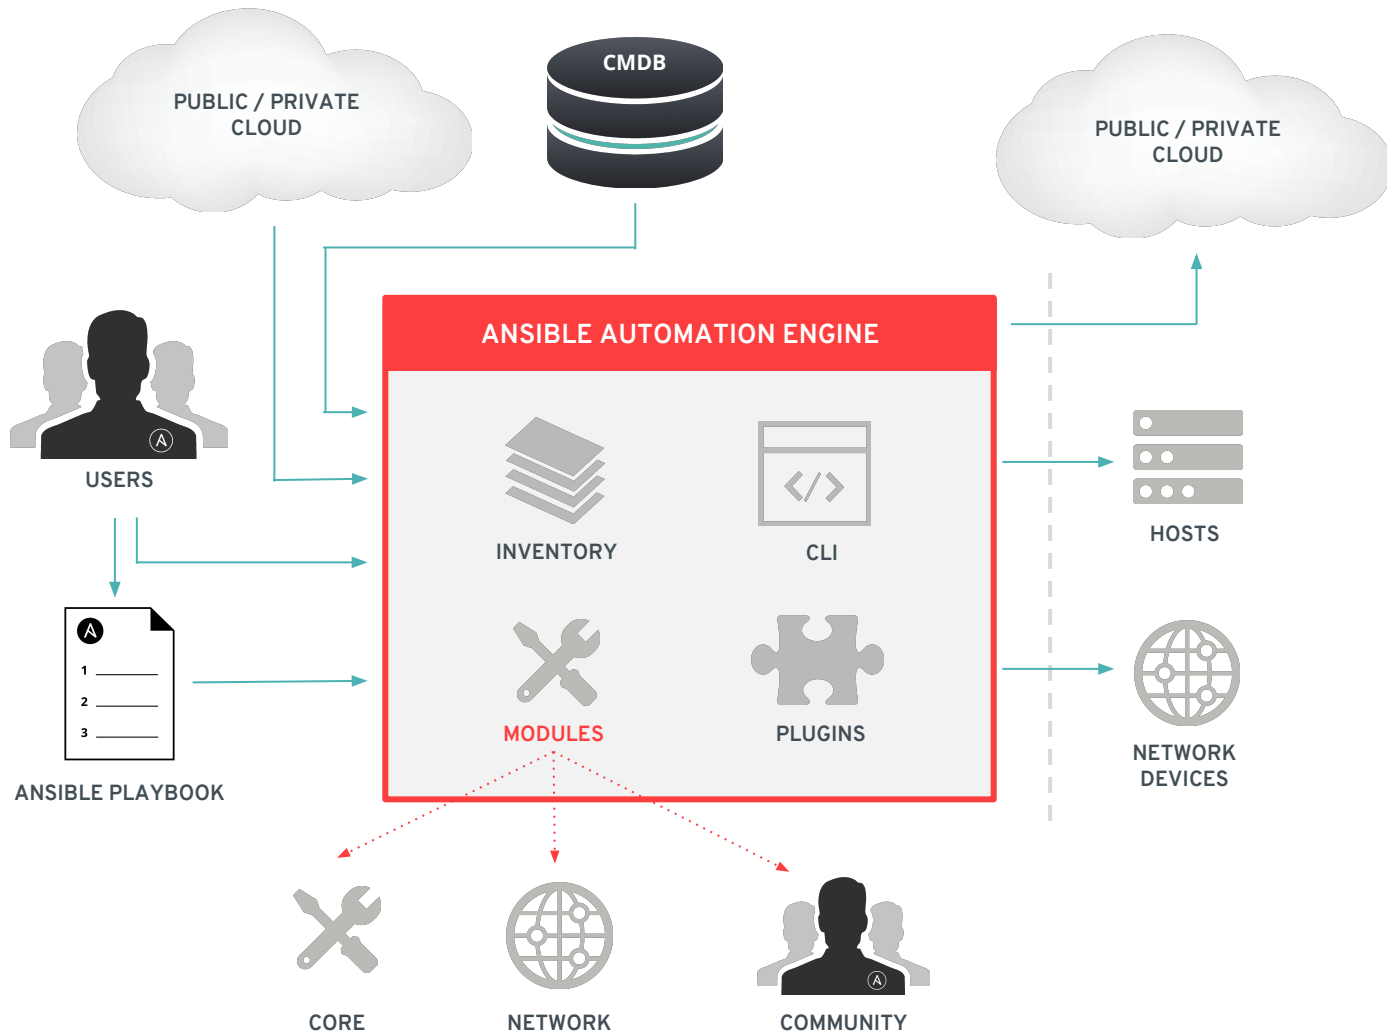 PUBLIC / PRIVATE
CLOUD
CMDB
PUBLIC / PRIVATE
CLOUD
ANSIBLE AUTOMATION ENGINE
USERS
INVENTORY
CLI
HOSTS
1
2
3
ANSIBLE PLAYBOOK
MODULES
PLUGINS
NETWORK
DEVICES
CORE
NETWORK
COMMUNITY